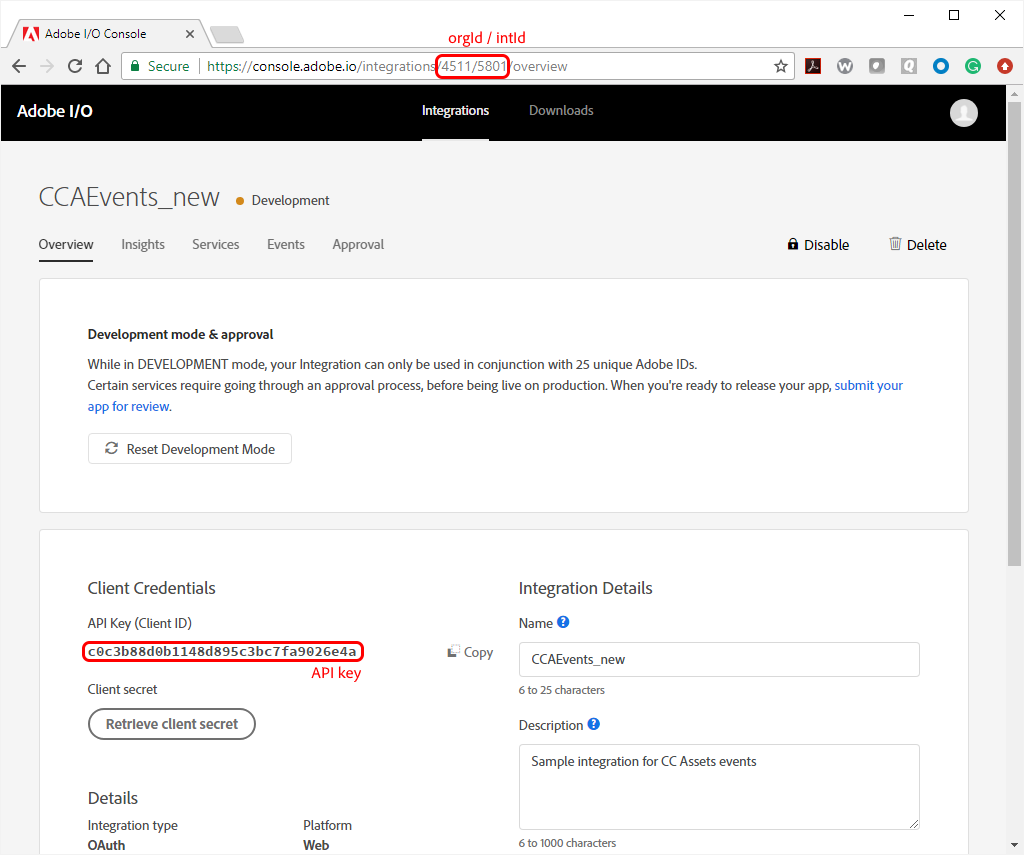 Adobe I/O Console
orgId / intId
Secure
https://console.adobe.io/integrations/4511/5801/overview
Adobe I/O
Integrations
Downloads
CCAEvents_new
Development
Overview
Insights
Services
Events
Approval
Disable
Delete
Development mode & approval
While in DEVELOPMENT mode, your Integration can only be used in conjunction with 25 unique Adobe IDs.
Certain services require going through an approval process, before being live on production. When you're ready to release your app, submit your
app for review.
Reset Development Mode
Client Credentials
API Key (Client ID)
c0c3b88d0b1148d895c3bc7fa9026e4a
Copy
API key
Client secret
Retrieve client secret
Details
Integration type
OAuth
Platform
Web
Integration Details
Name
CCAEvents_new
6 to 25 characters
Description
Sample integration for CC Assets events
6 to 1000 characters